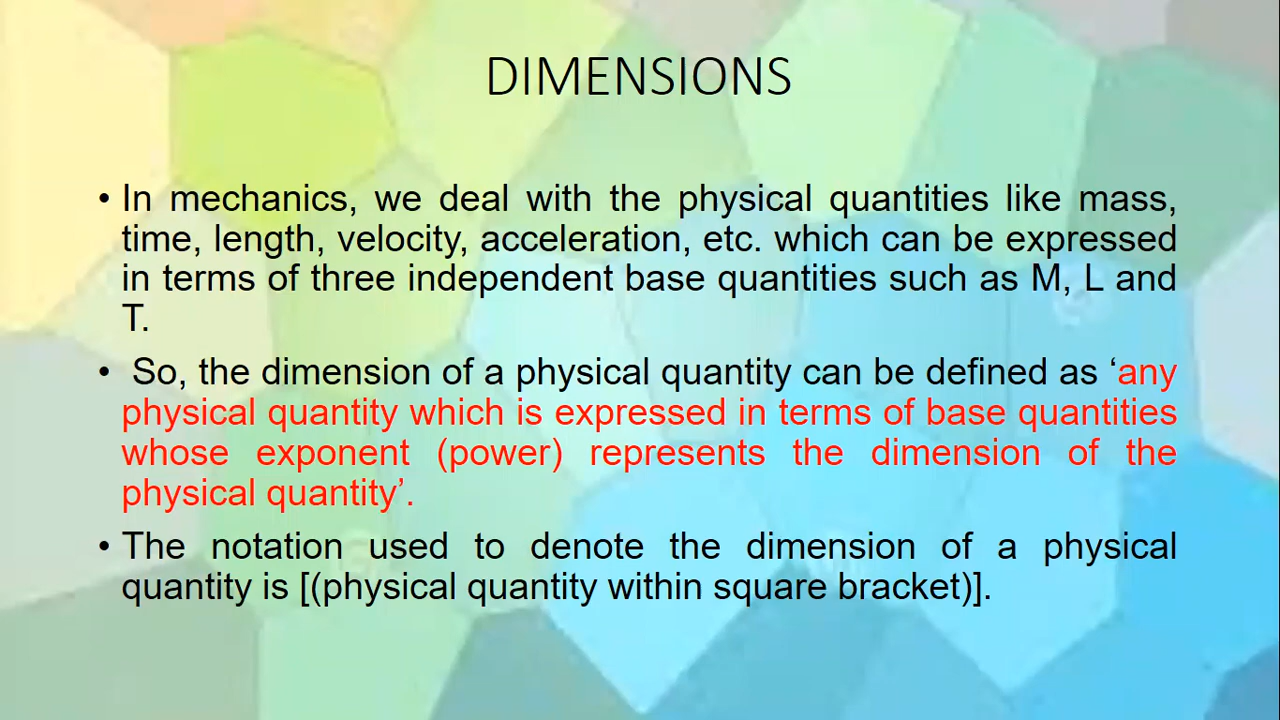 DIMENSIONS
• In mechanics, we deal with the physical quantities like mass,
time, length, velocity, acceleration, etc. which can be expressed
in terms of three independent base quantities such as M, L and
T.
• So, the dimension of a physical quantity can be defined as ‘any
physical quantity which is expressed in terms of base quantities
whose exponent (power) represents the dimension of the
physical quantity’.
• The notation used to denote the dimension of a physical
quantity is [(physical quantity within square bracket)].